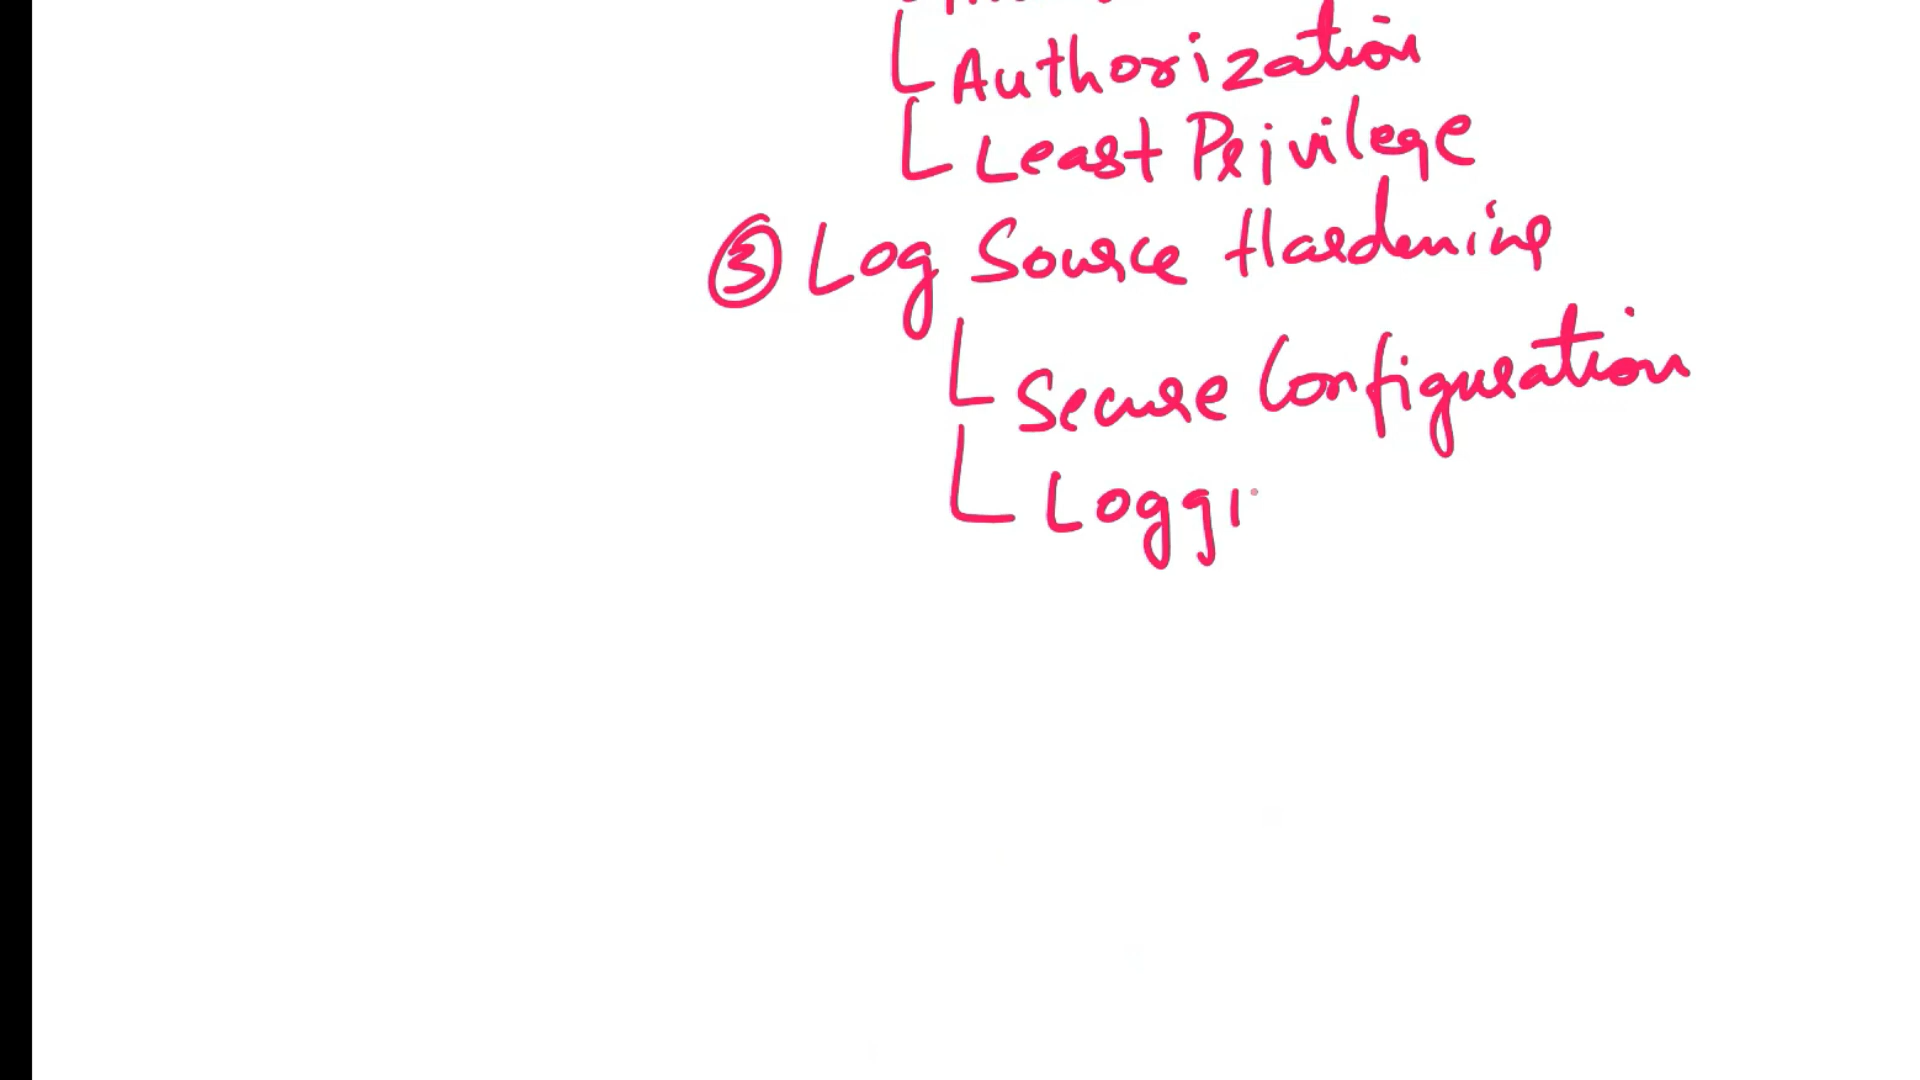 Authorization
Least Privilege
③ Log Source Hardening
Secure Configuration
Loggi